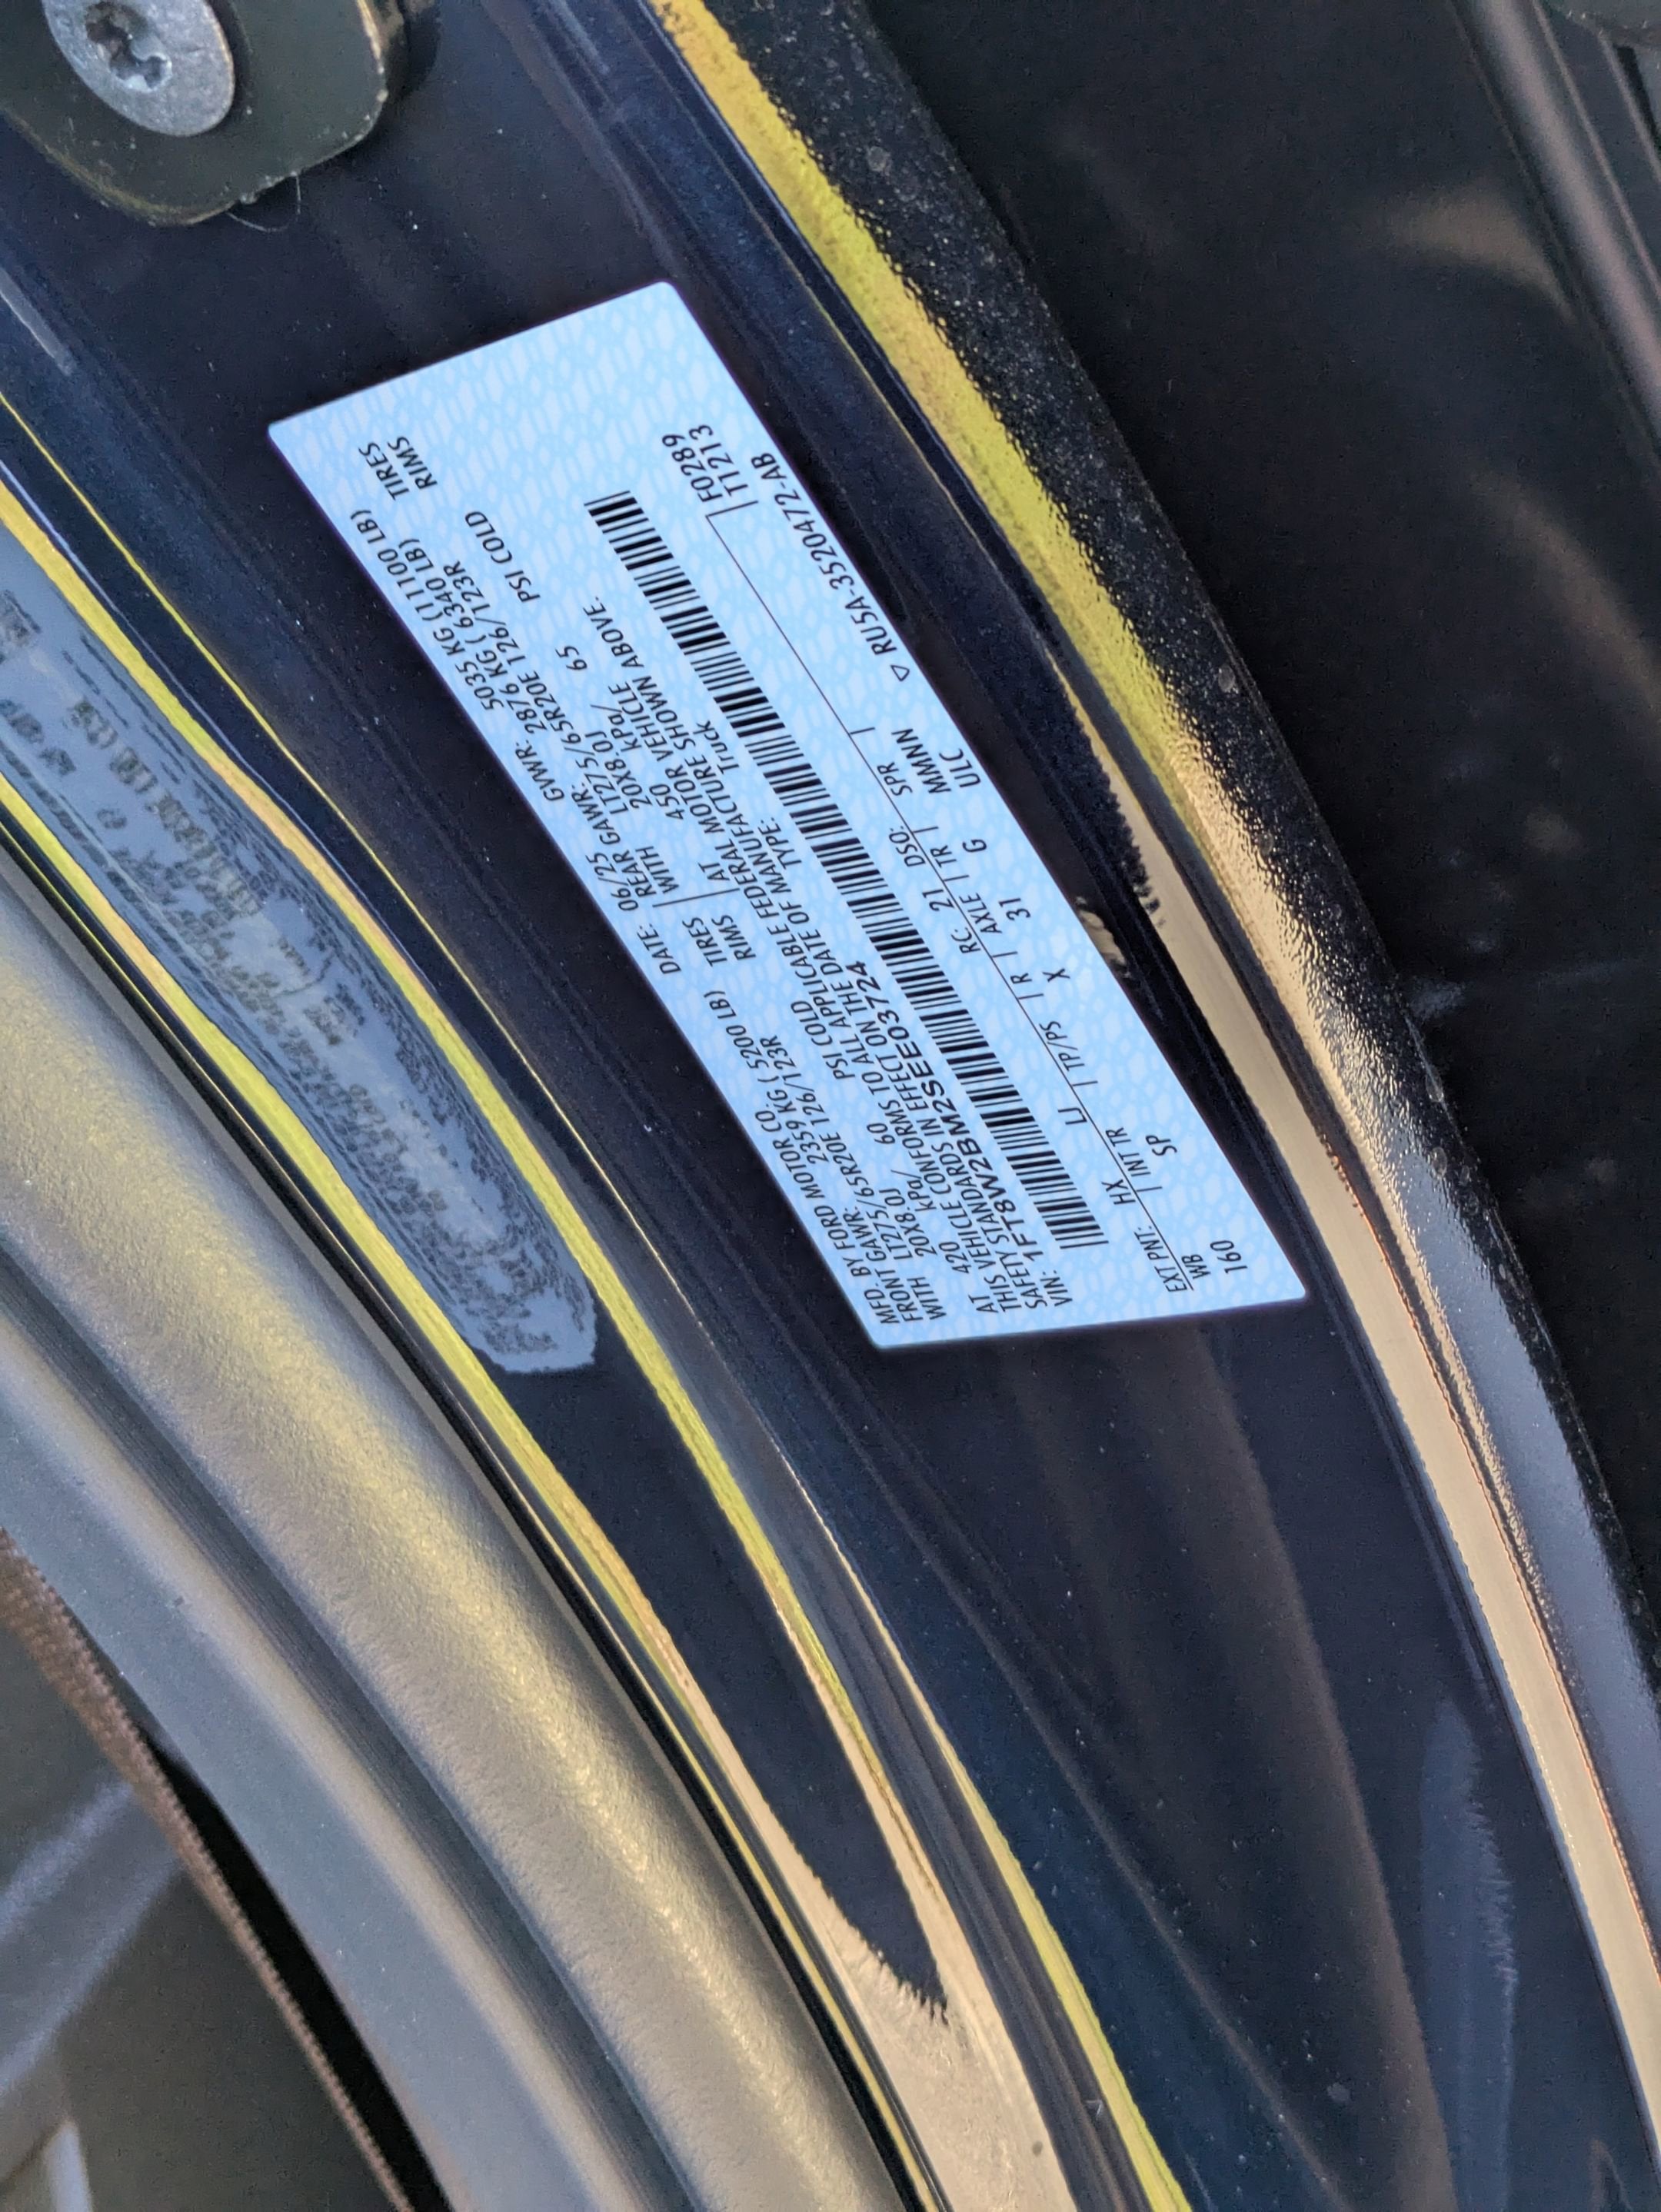 MFD. BY FORD MOTOR CO. DATE: 06/25 GVWR: 5035 KG (11100 LB)
FRONT GAWR: 2359 KG (5200 LB) REAR GAWR: 2876 KG (6340 LB)
WITH LT275/65R20E 126/123R TIRES WITH LT275/65R20E 126/123R TIRES
20X8.0J RIMS 20X8.0J RIMS
AT 420 kPa/ 60 PSI COLD AT 450 kPa/ 65 PSI COLD
THIS VEHICLE CONFORMS TO ALL APPLICABLE FEDERAL MOTOR VEHICLE
SAFETY STANDARDS IN EFFECT ON THE DATE OF MANUFACTURE SHOWN ABOVE.
VIN: 1FT8W2BM2SEE03724 TYPE: Truck
F0289
T1213
EXT PNT: HX UJ RC: 21 DSO:
WB INT TR TP/PS R AXLE TR SPR
160 SP X 31 G MMMNN
ULC
▽ RU5A-3520472-AB